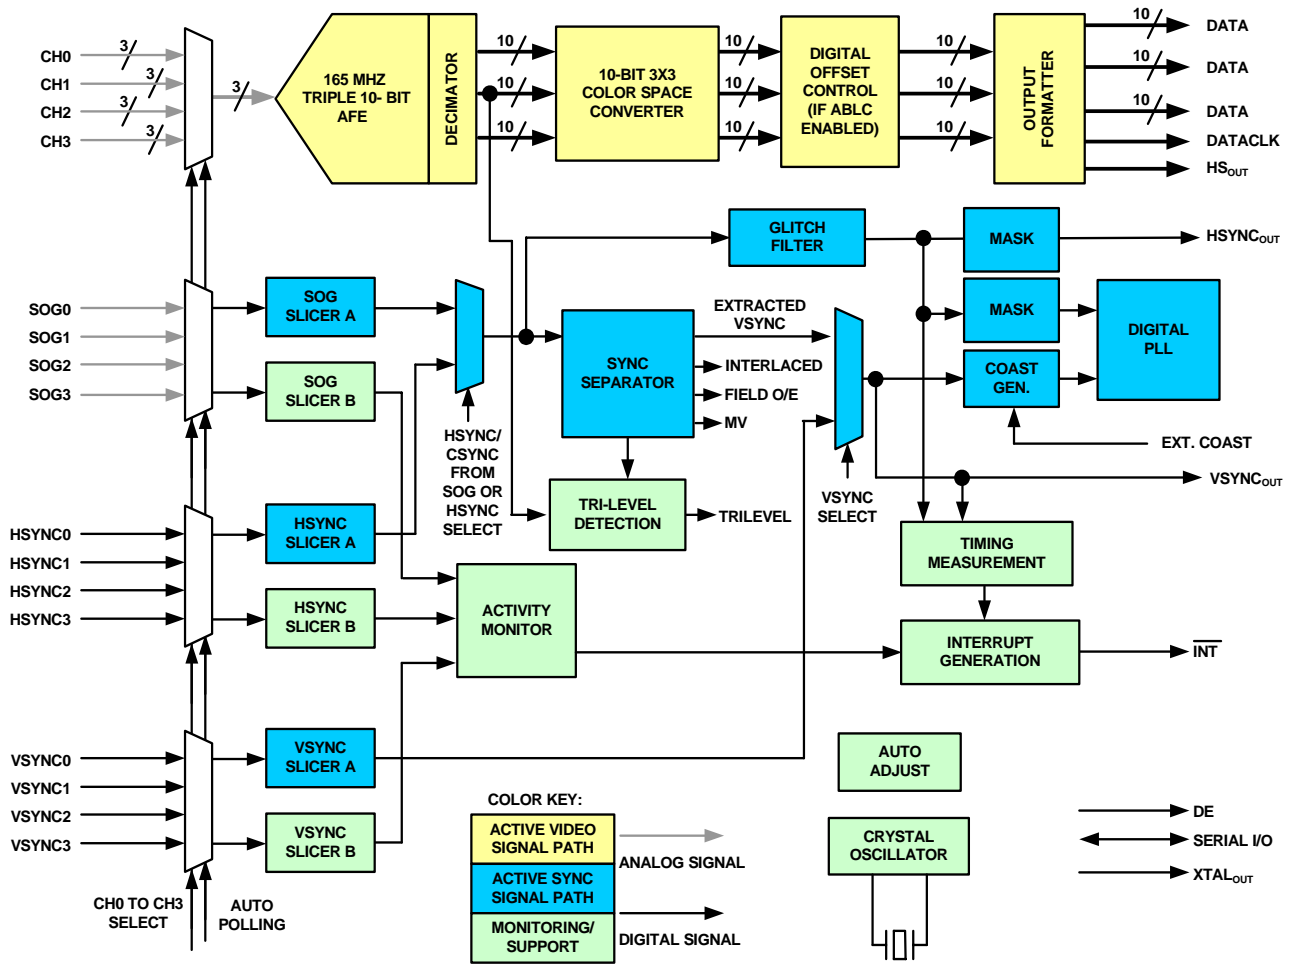 CH0
CH1
CH2
CH3
3
3
3
3
3
165 MHZ
TRIPLE 10- BIT
AFE
DECIMATOR
10
10
10
10-BIT 3X3
COLOR SPACE
CONVERTER
10
10
10
DIGITAL
OFFSET
CONTROL
(IF ABLC
ENABLED)
10
10
10
OUTPUT
FORMATTER
10
10
10
DATA
DATA
DATA
DATACLK
HSOUT
GLITCH
FILTER
MASK
HSYNCOUT
SOG0
SOG1
SOG2
SOG3
SOG
SLICER A
SOG
SLICER B
HSYNC/
CSYNC
FROM
SOG OR
HSYNC
SELECT
SYNC
SEPARATOR
EXTRACTED
VSYNC
INTERLACED
FIELD O/E
MV
MASK
COAST
GEN.
DIGITAL
PLL
EXT. COAST
VSYNC
SELECT
VSYNCOUT
TRI-LEVEL
DETECTION
TRILEVEL
HSYNC0
HSYNC1
HSYNC2
HSYNC3
HSYNC
SLICER A
HSYNC
SLICER B
ACTIVITY
MONITOR
TIMING
MEASUREMENT
INTERRUPT
GENERATION
INT
VSYNC0
VSYNC1
VSYNC2
VSYNC3
VSYNC
SLICER A
VSYNC
SLICER B
CH0 TO CH3
SELECT
AUTO
POLLING
COLOR KEY:
ACTIVE VIDEO
SIGNAL PATH
ACTIVE SYNC
SIGNAL PATH
MONITORING/
SUPPORT
ANALOG SIGNAL
DIGITAL SIGNAL
AUTO
ADJUST
CRYSTAL
OSCILLATOR
DE
SERIAL I/O
XTALOUT